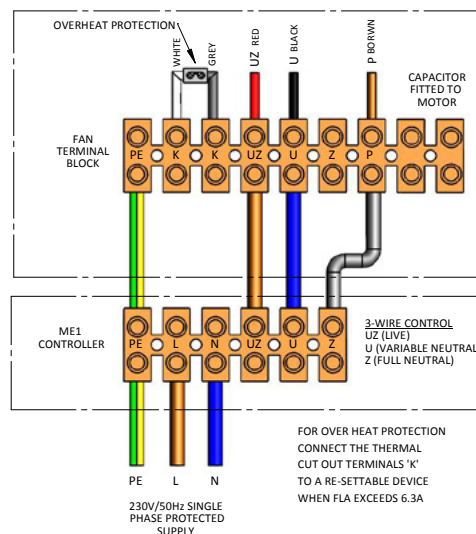 OVERHEAT PROTECTION
WHITE
GREY
UZ RED
U BLACK
P BORWN
CAPACITOR
FITTED TO
MOTOR
FAN
TERMINAL
BLOCK
PE K K UZ U Z P
ME1
CONTROLLER
PE L N UZ U Z
3-WIRE CONTROL
UZ (LIVE)
U (VARIABLE NEUTRAL)
Z (FULL NEUTRAL)
PE L N
230V/50Hz SINGLE
PHASE PROTECTED
SUPPLY
FOR OVER HEAT PROTECTION
CONNECT THE THERMAL
CUT OUT TERMINALS 'K'
TO A RE-SETTABLE DEVICE
WHEN FLA EXCEEDS 6.3A